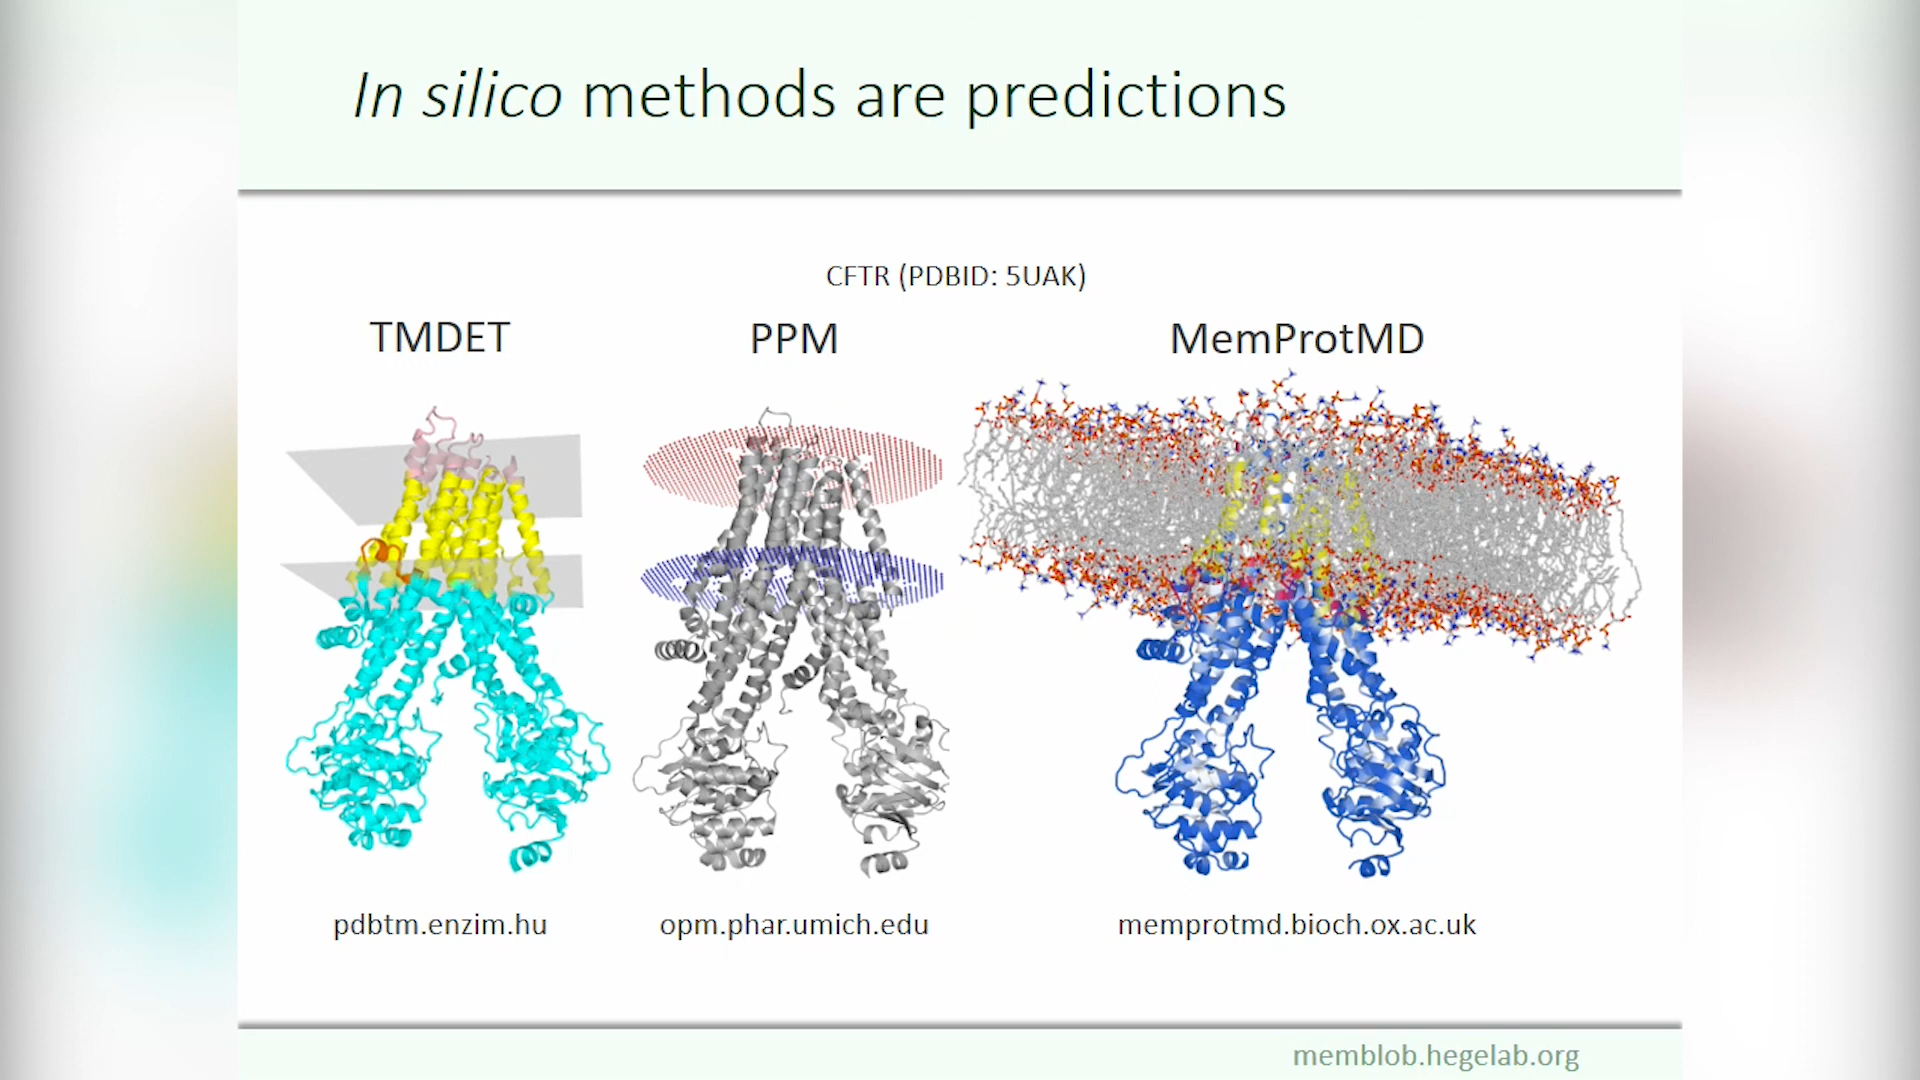 In silico methods are predictions
CFTR (PDBID: 5UAK)
TMDET
PPM
MemProtMD
pdbtm.enzim.hu
opm.phar.umich.edu
memprotmd.bioch.ox.ac.uk
memblob.hegelab.org